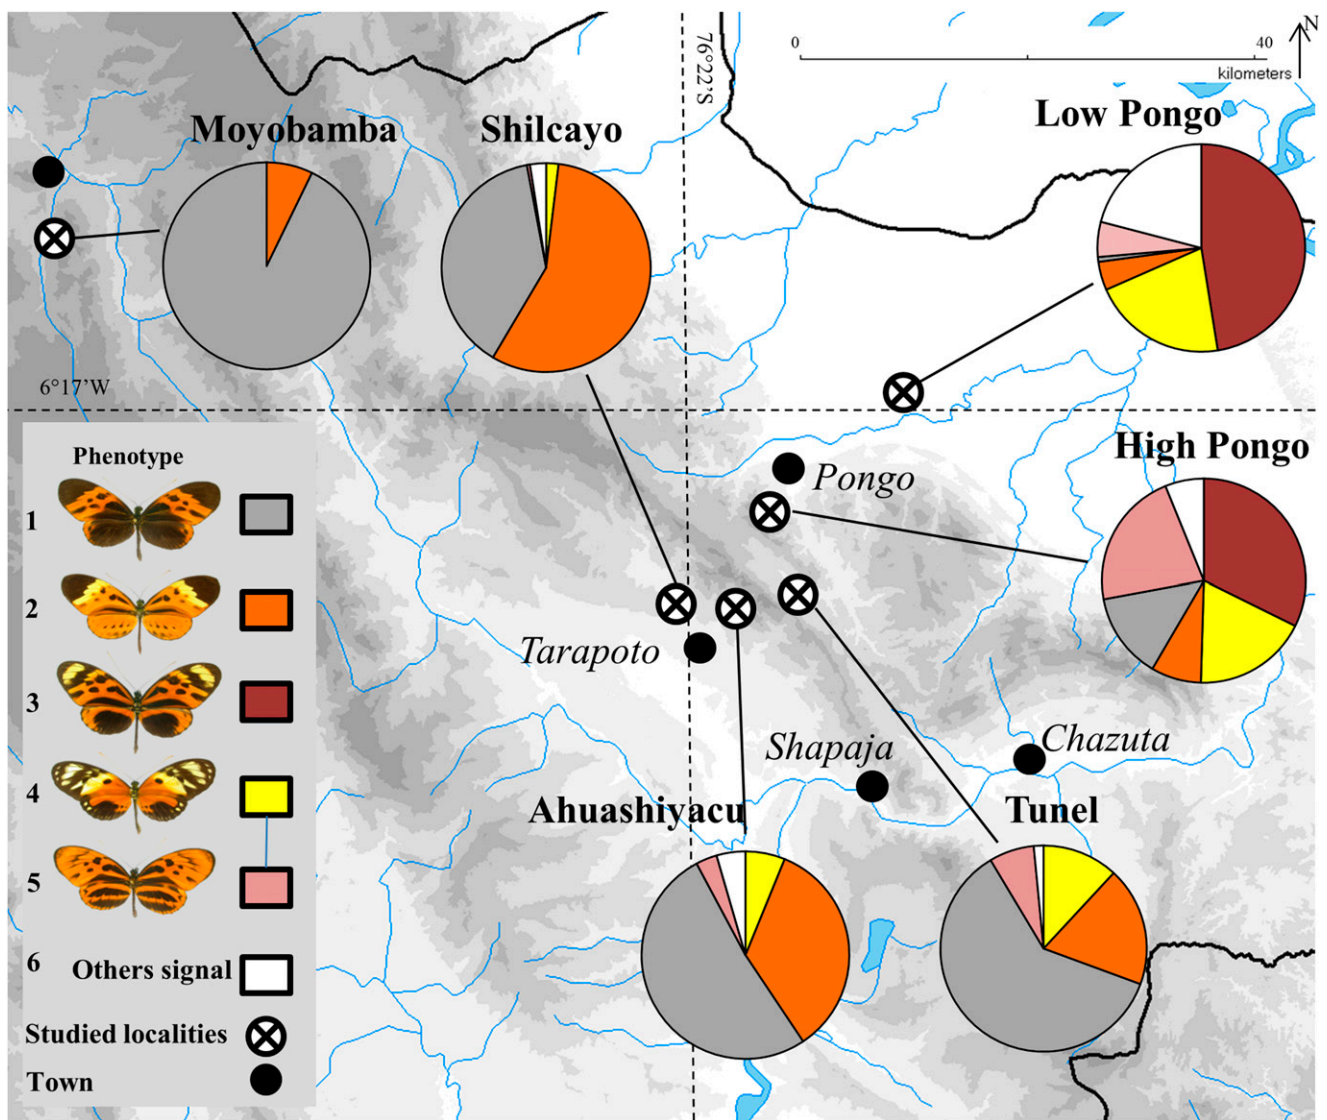 0
40
N
kilometers
76°22'S
Low Pongo
Moyobamba
Shilcayo
6°17'W
High Pongo
Phenotype
1
2
3
4
5
6 Others signal
Studied localities
Town
Pongo
Tarapoto
Shapaja
Chazuta
Ahuashiyacu
Tunel